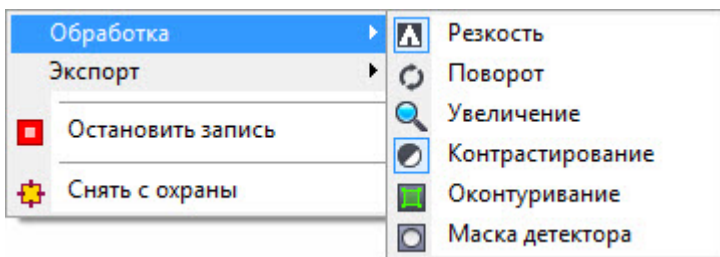 Обработка
Экспорт
Остановить запись
Снять с охраны
Резкость
Поворот
Увеличение
Контрастирование
Оконтуривание
Маска детектора